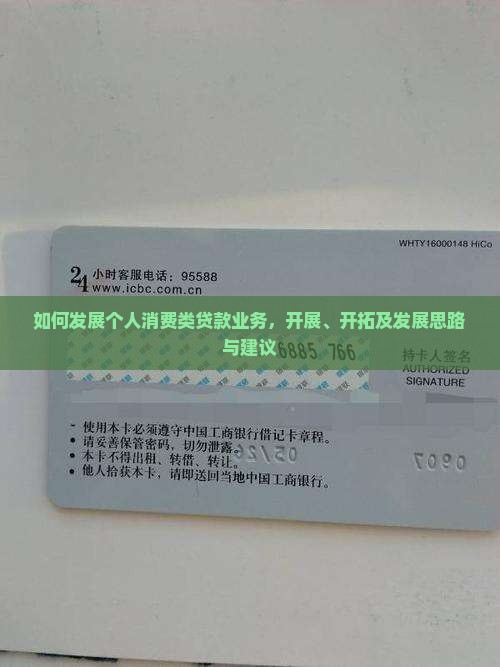 WHTY16000148 HiCo
24 小时客服电话：95588
www.icbc.com.cn
如何发展个人消费类贷款业务，开展、开拓及发展思路
与建议
6885 766
持卡人签名
AUTHORIZED
SIGNATURE
- 使用本卡必须遵守中国工商银行借记卡章程。
• 请妥善保管密码，切勿泄露。
• 本卡不得出租、转借、转让。
• 他人拾获本卡，请即送回当地中国工商银行。